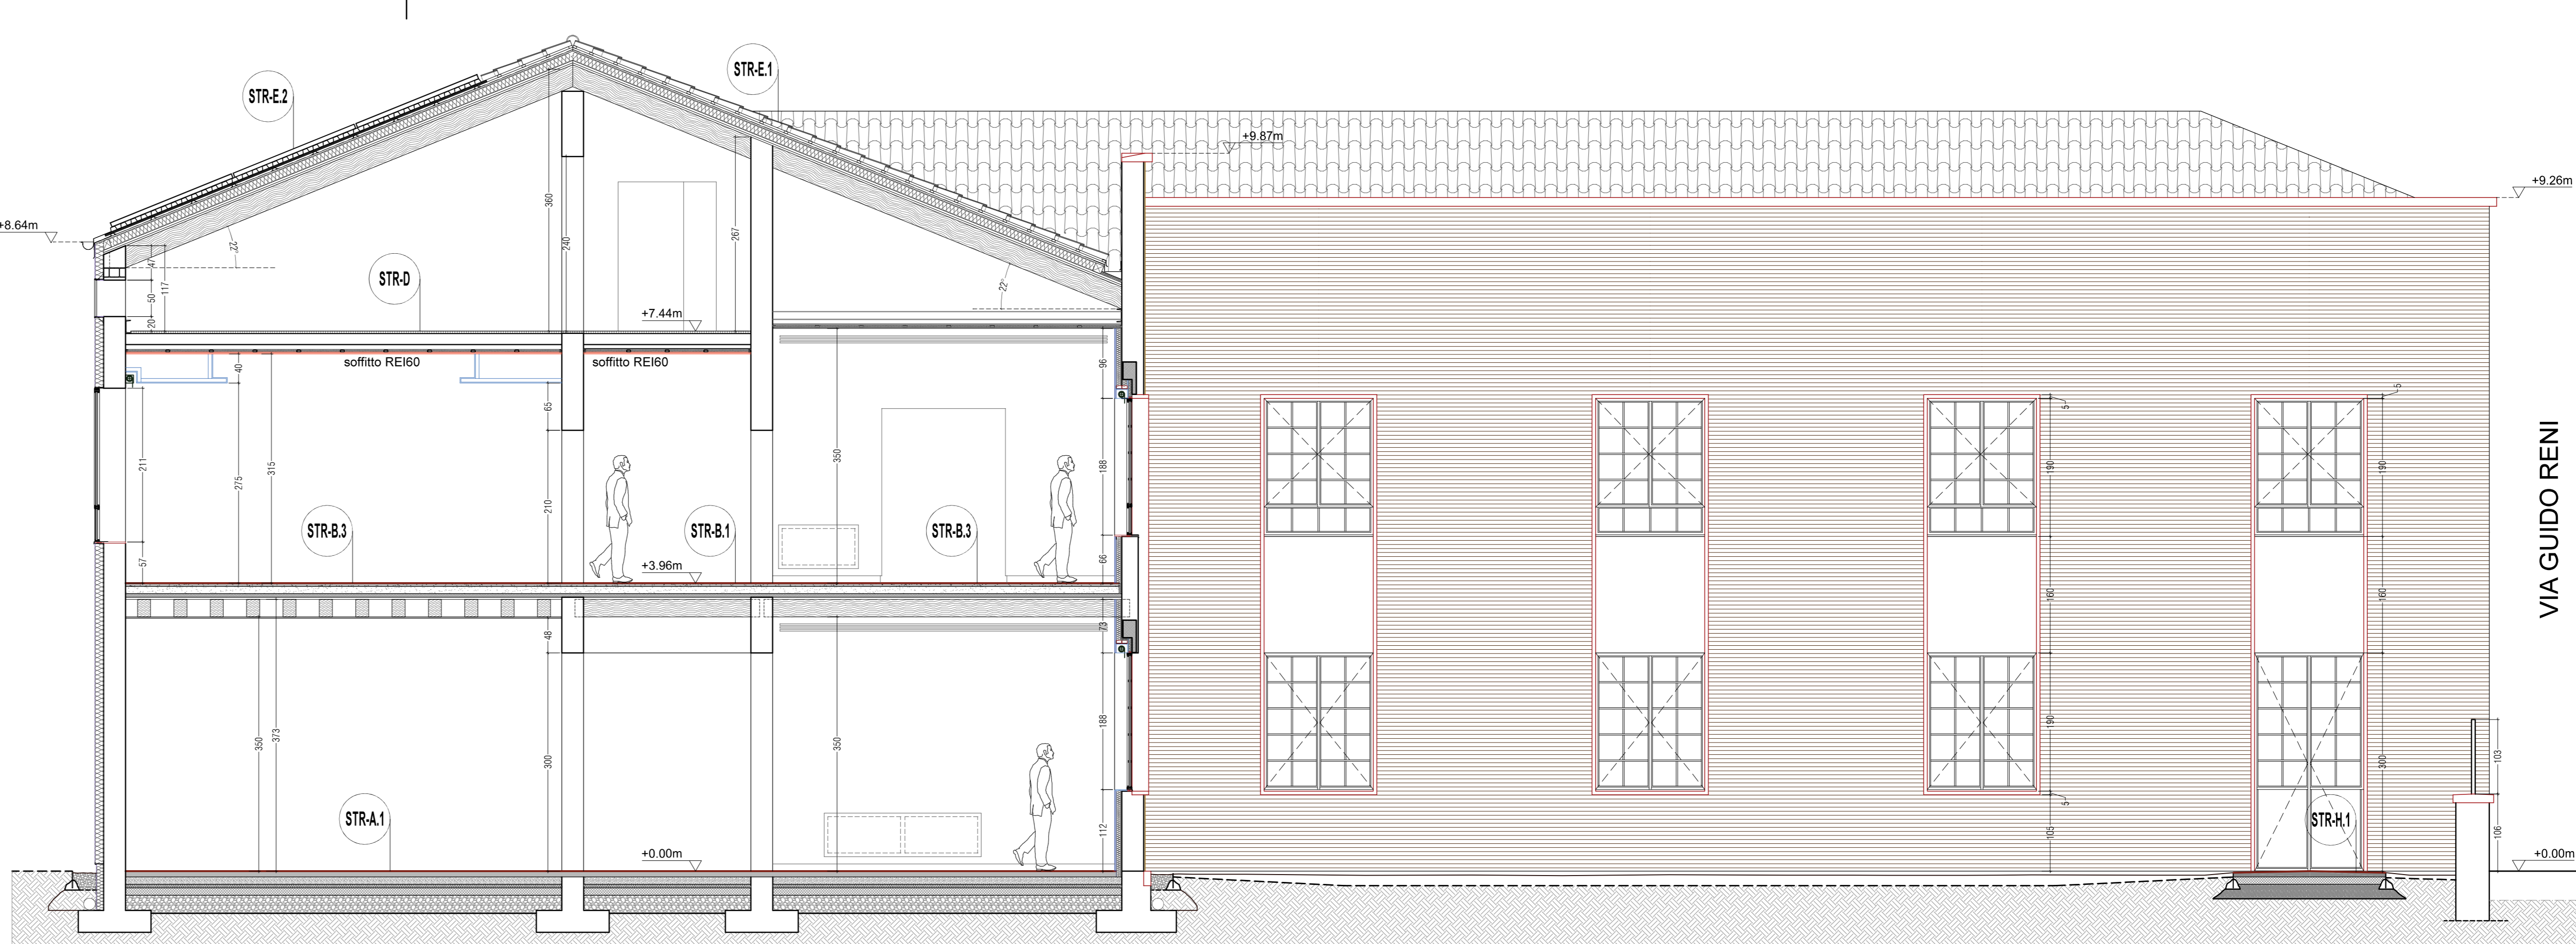 STR-E.1
STR-E.2
+9.87m
+9.26m
+8.64m
360
240
267
22°
47
50
117
20
STR-D
22°
+7.44m
soffitto REI60
soffitto REI60
40
96
5
5
65
211
275
315
350
188
190
190
210
VIA GUIDO RENI
STR-B.3
STR-B.1
STR-B.3
57
+3.96m
66
160
160
48
73
350
373
300
350
188
190
300
103
STR-A.1
112
5
105
STR-H.1
106
+0.00m
+0.00m